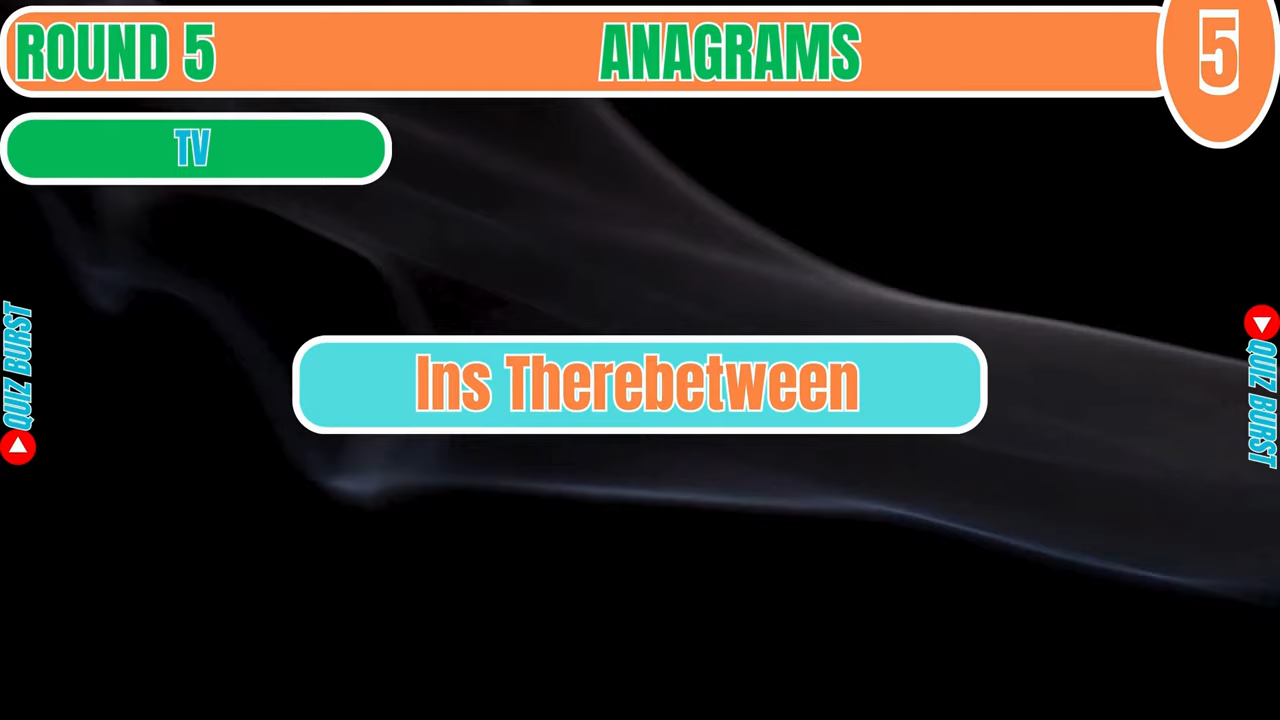 ROUND 5
ANAGRAMS
5
TV
Ins Therebetween
QUIZ BURST
QUIZ BURST